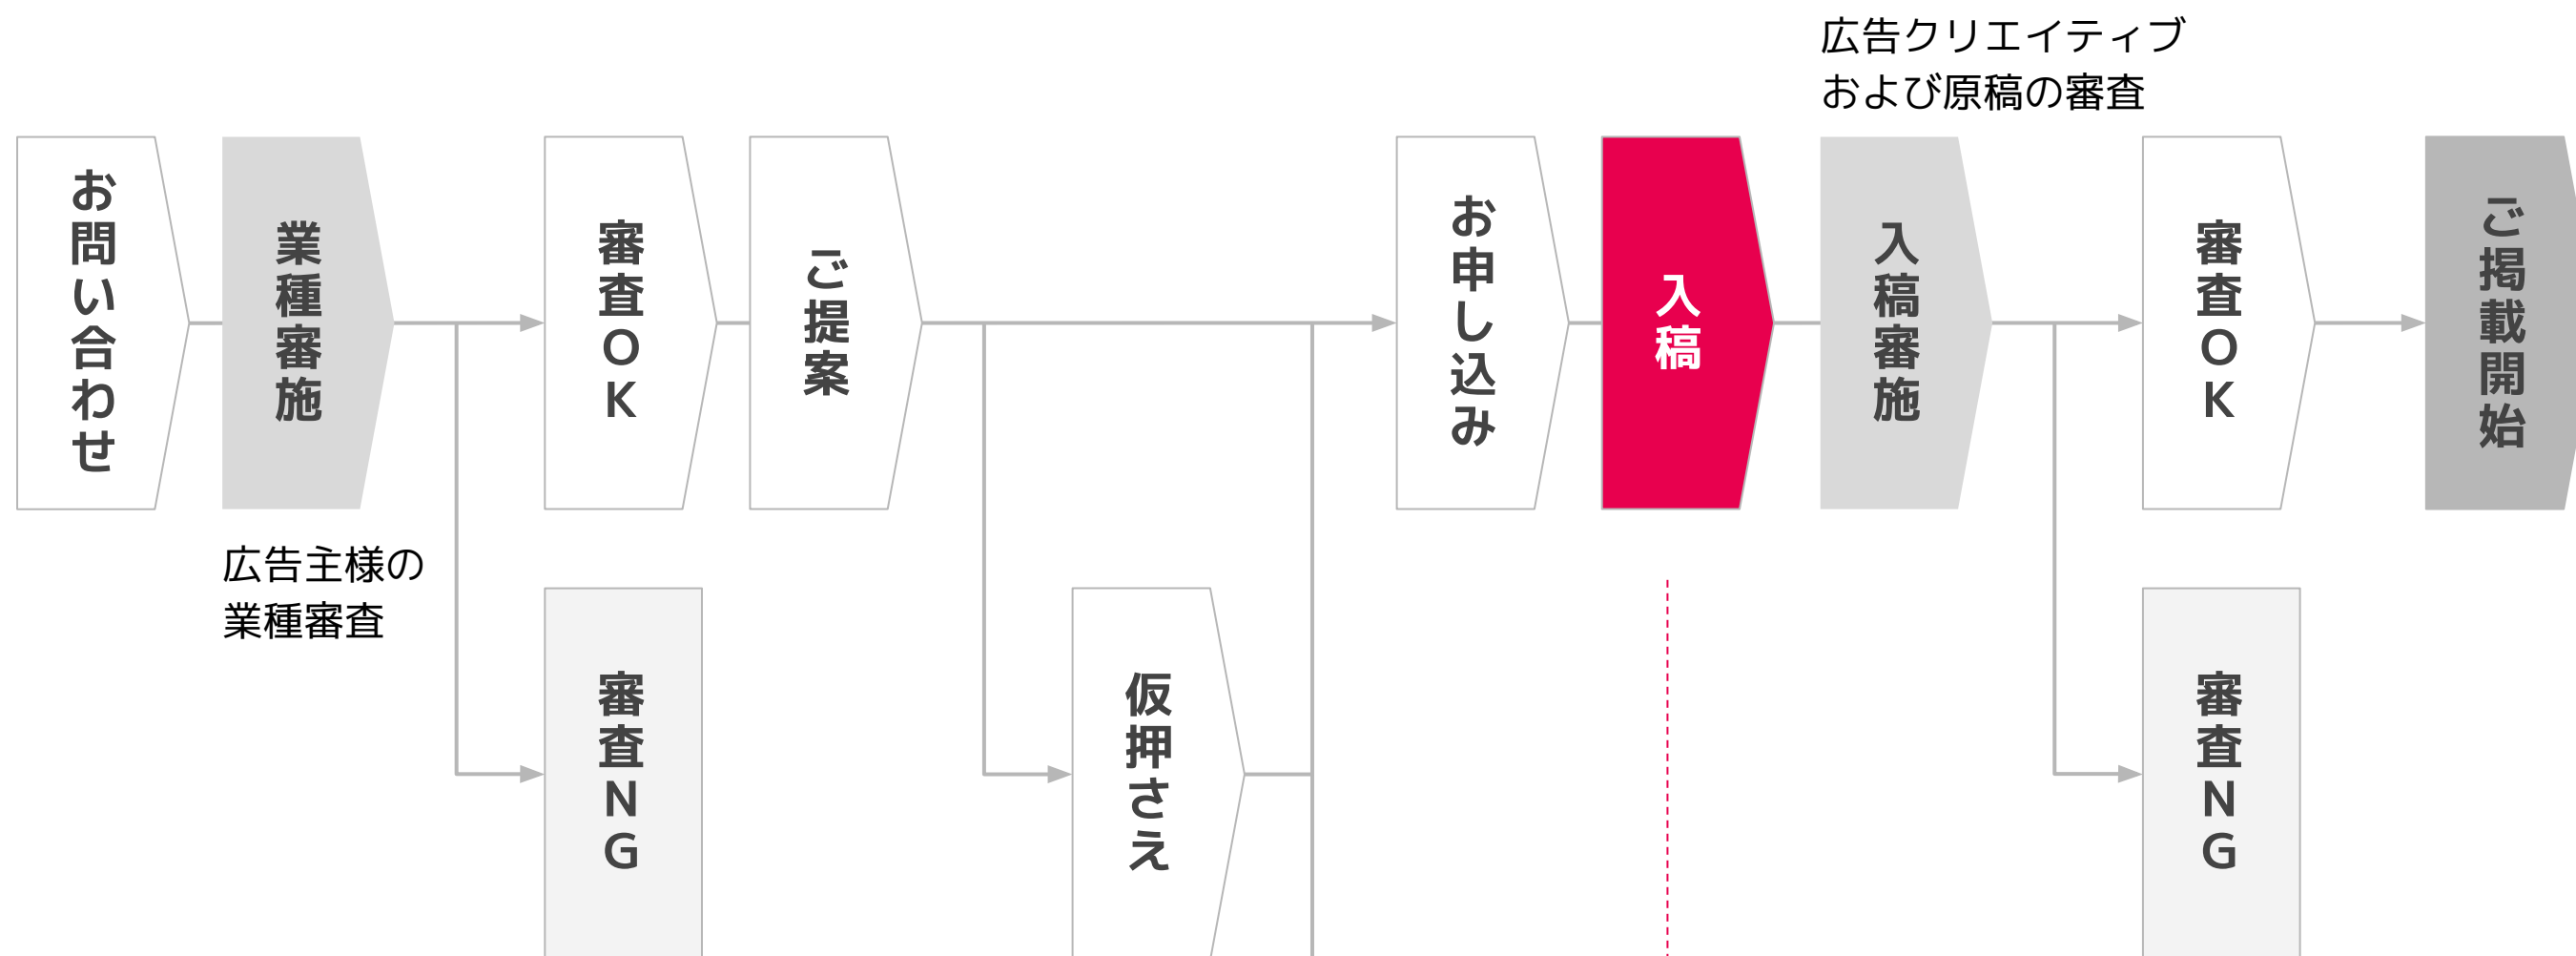 広告クリエイティブ
および原稿の審査
お問い合わせ
業種審施
審査OK
ご提案
お申し込み
入稿
入稿審施
審査OK
ご掲載開始
広告主様の
業種審査
審査NG
仮押さえ
審査NG